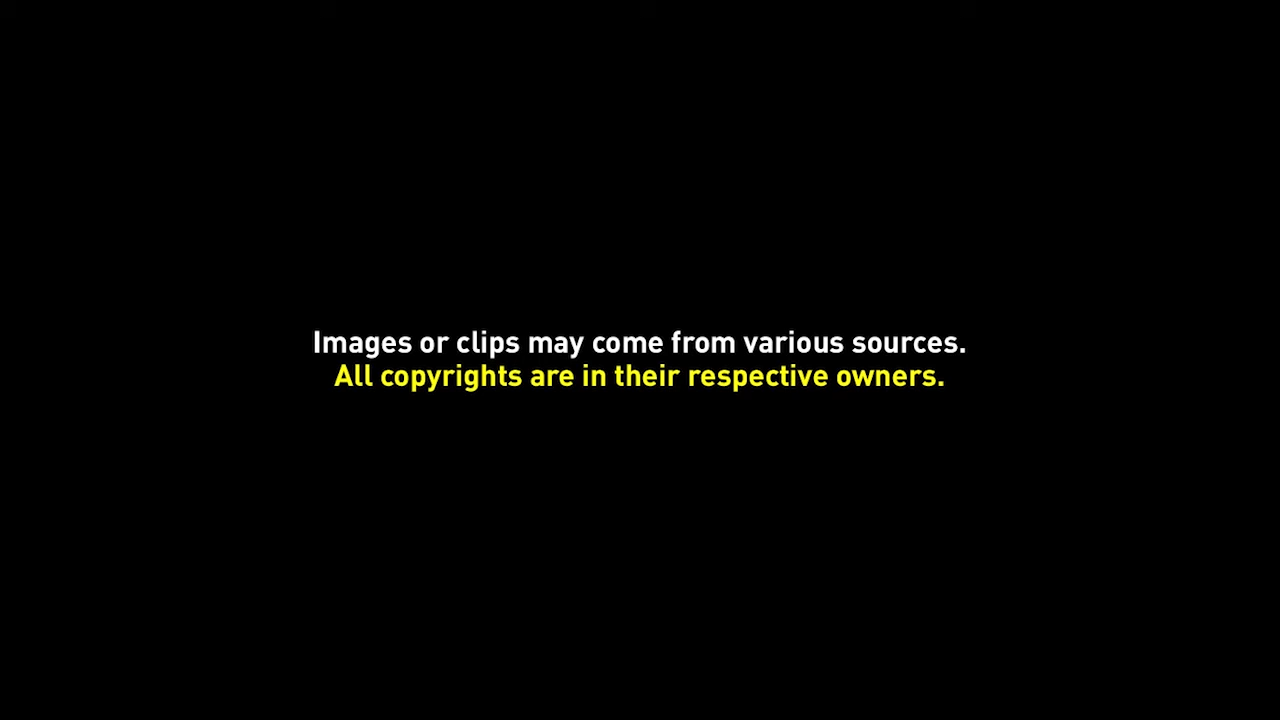 Images or clips may come from various sources.
All copyrights are in their respective owners.